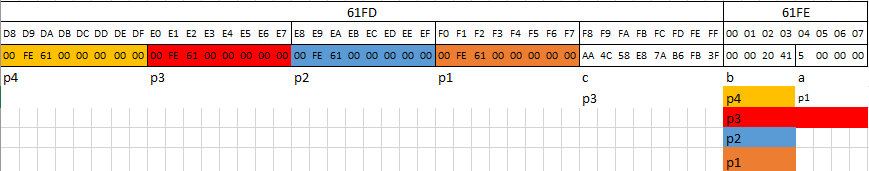 61FD 61FE
D8 D9 DA DB DC DD DE DF E0 E1 E2 E3 E4 E5 E6 E7 E8 E9 EA EB EC ED EE EF F0 F1 F2 F3 F4 F5 F6 F7 F8 F9 FA FB FC FD FE FF 00 01 02 03 04 05 06 07
00 FE 61 00 00 00 00 00 00 FE 61 00 00 00 00 00 00 FE 61 00 00 00 00 00 00 FE 61 00 00 00 00 00 AA 4C 58 E8 7A B6 FB 3F 00 00 20 41 5 00 00 00
p4 p3 p2 p1 c b a
p3 p4 p1
p3
p2
p1